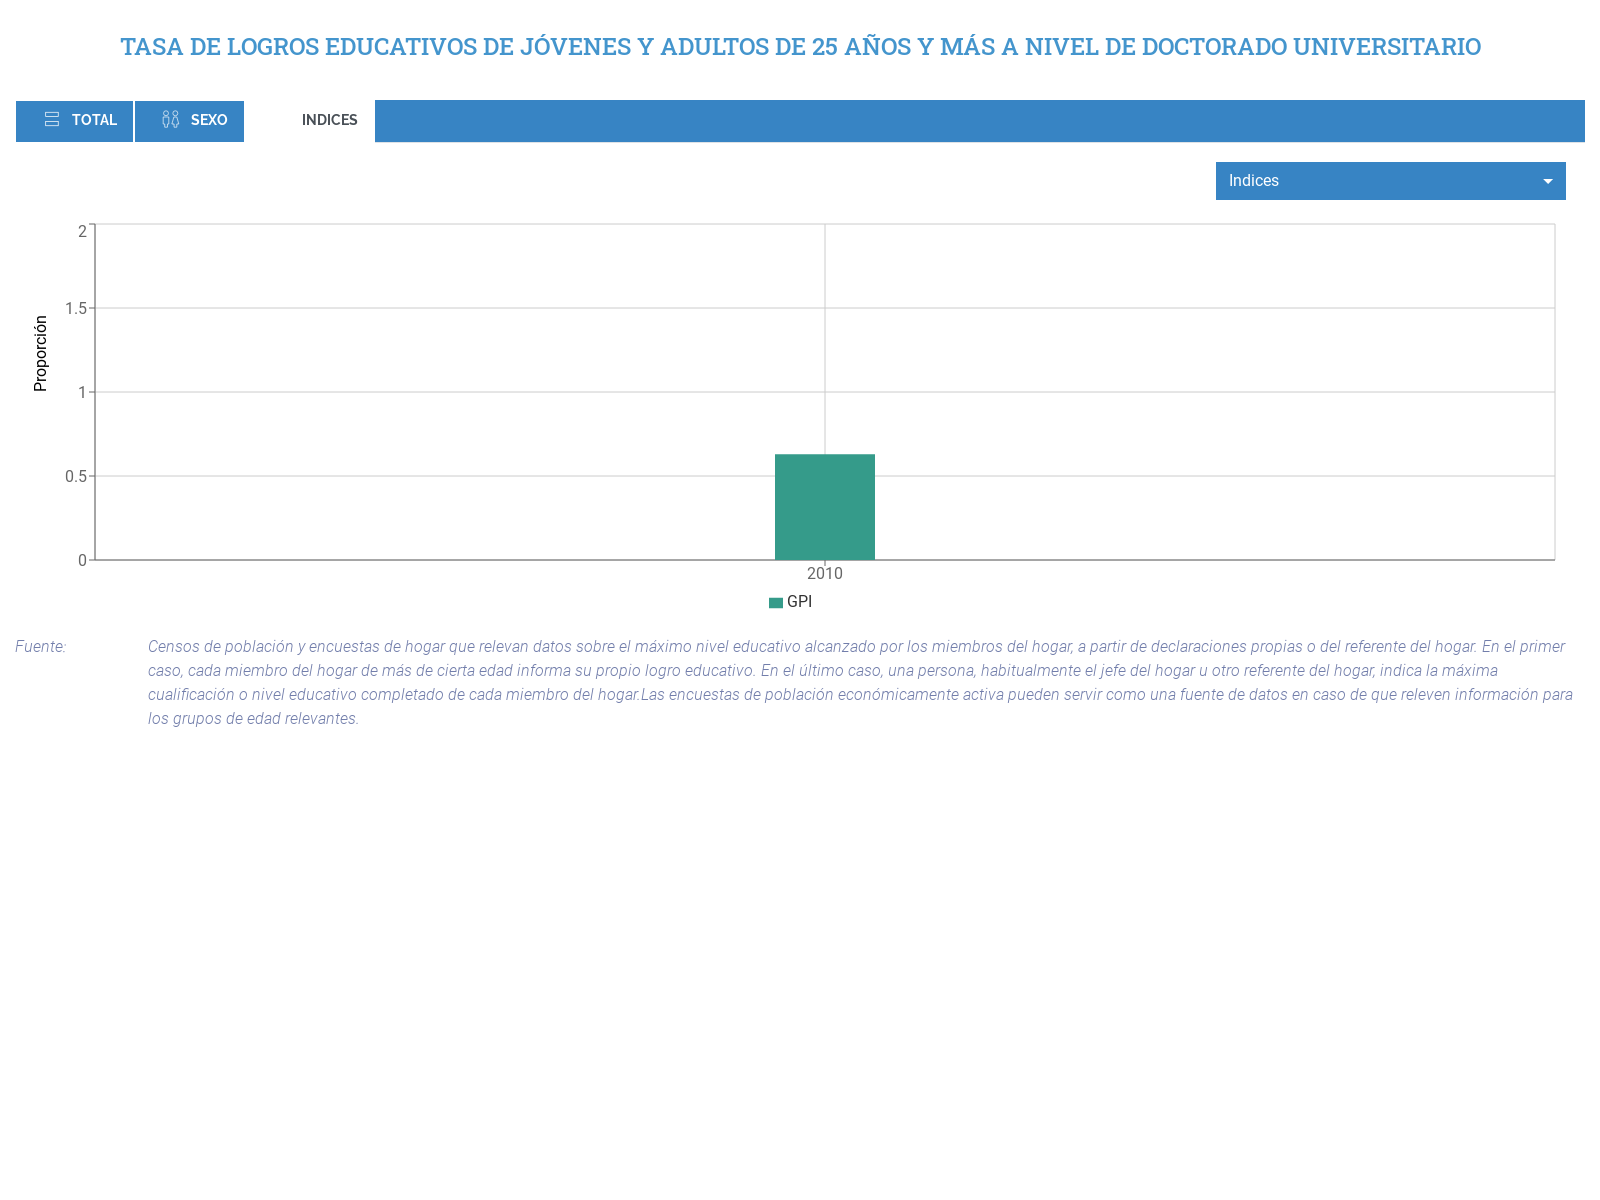 TASA DE LOGROS EDUCATIVOS DE JÓVENES Y ADULTOS DE 25 AÑOS Y MÁS A NIVEL DE DOCTORADO UNIVERSITARIO
TOTAL SEXO INDICES
Indices
2
1.5
1
0.5
0
Proporción
2010
GPI
Fuente:
Censos de población y encuestas de hogar que relevan datos sobre el máximo nivel educativo alcanzado por los miembros del hogar, a partir de declaraciones propias o del referente del hogar. En el primer
caso, cada miembro del hogar de más de cierta edad informa su propio logro educativo. En el último caso, una persona, habitualmente el jefe del hogar u otro referente del hogar, indica la máxima
cualificación o nivel educativo completado de cada miembro del hogar.Las encuestas de población económicamente activa pueden servir como una fuente de datos en caso de que releven información para
los grupos de edad relevantes.